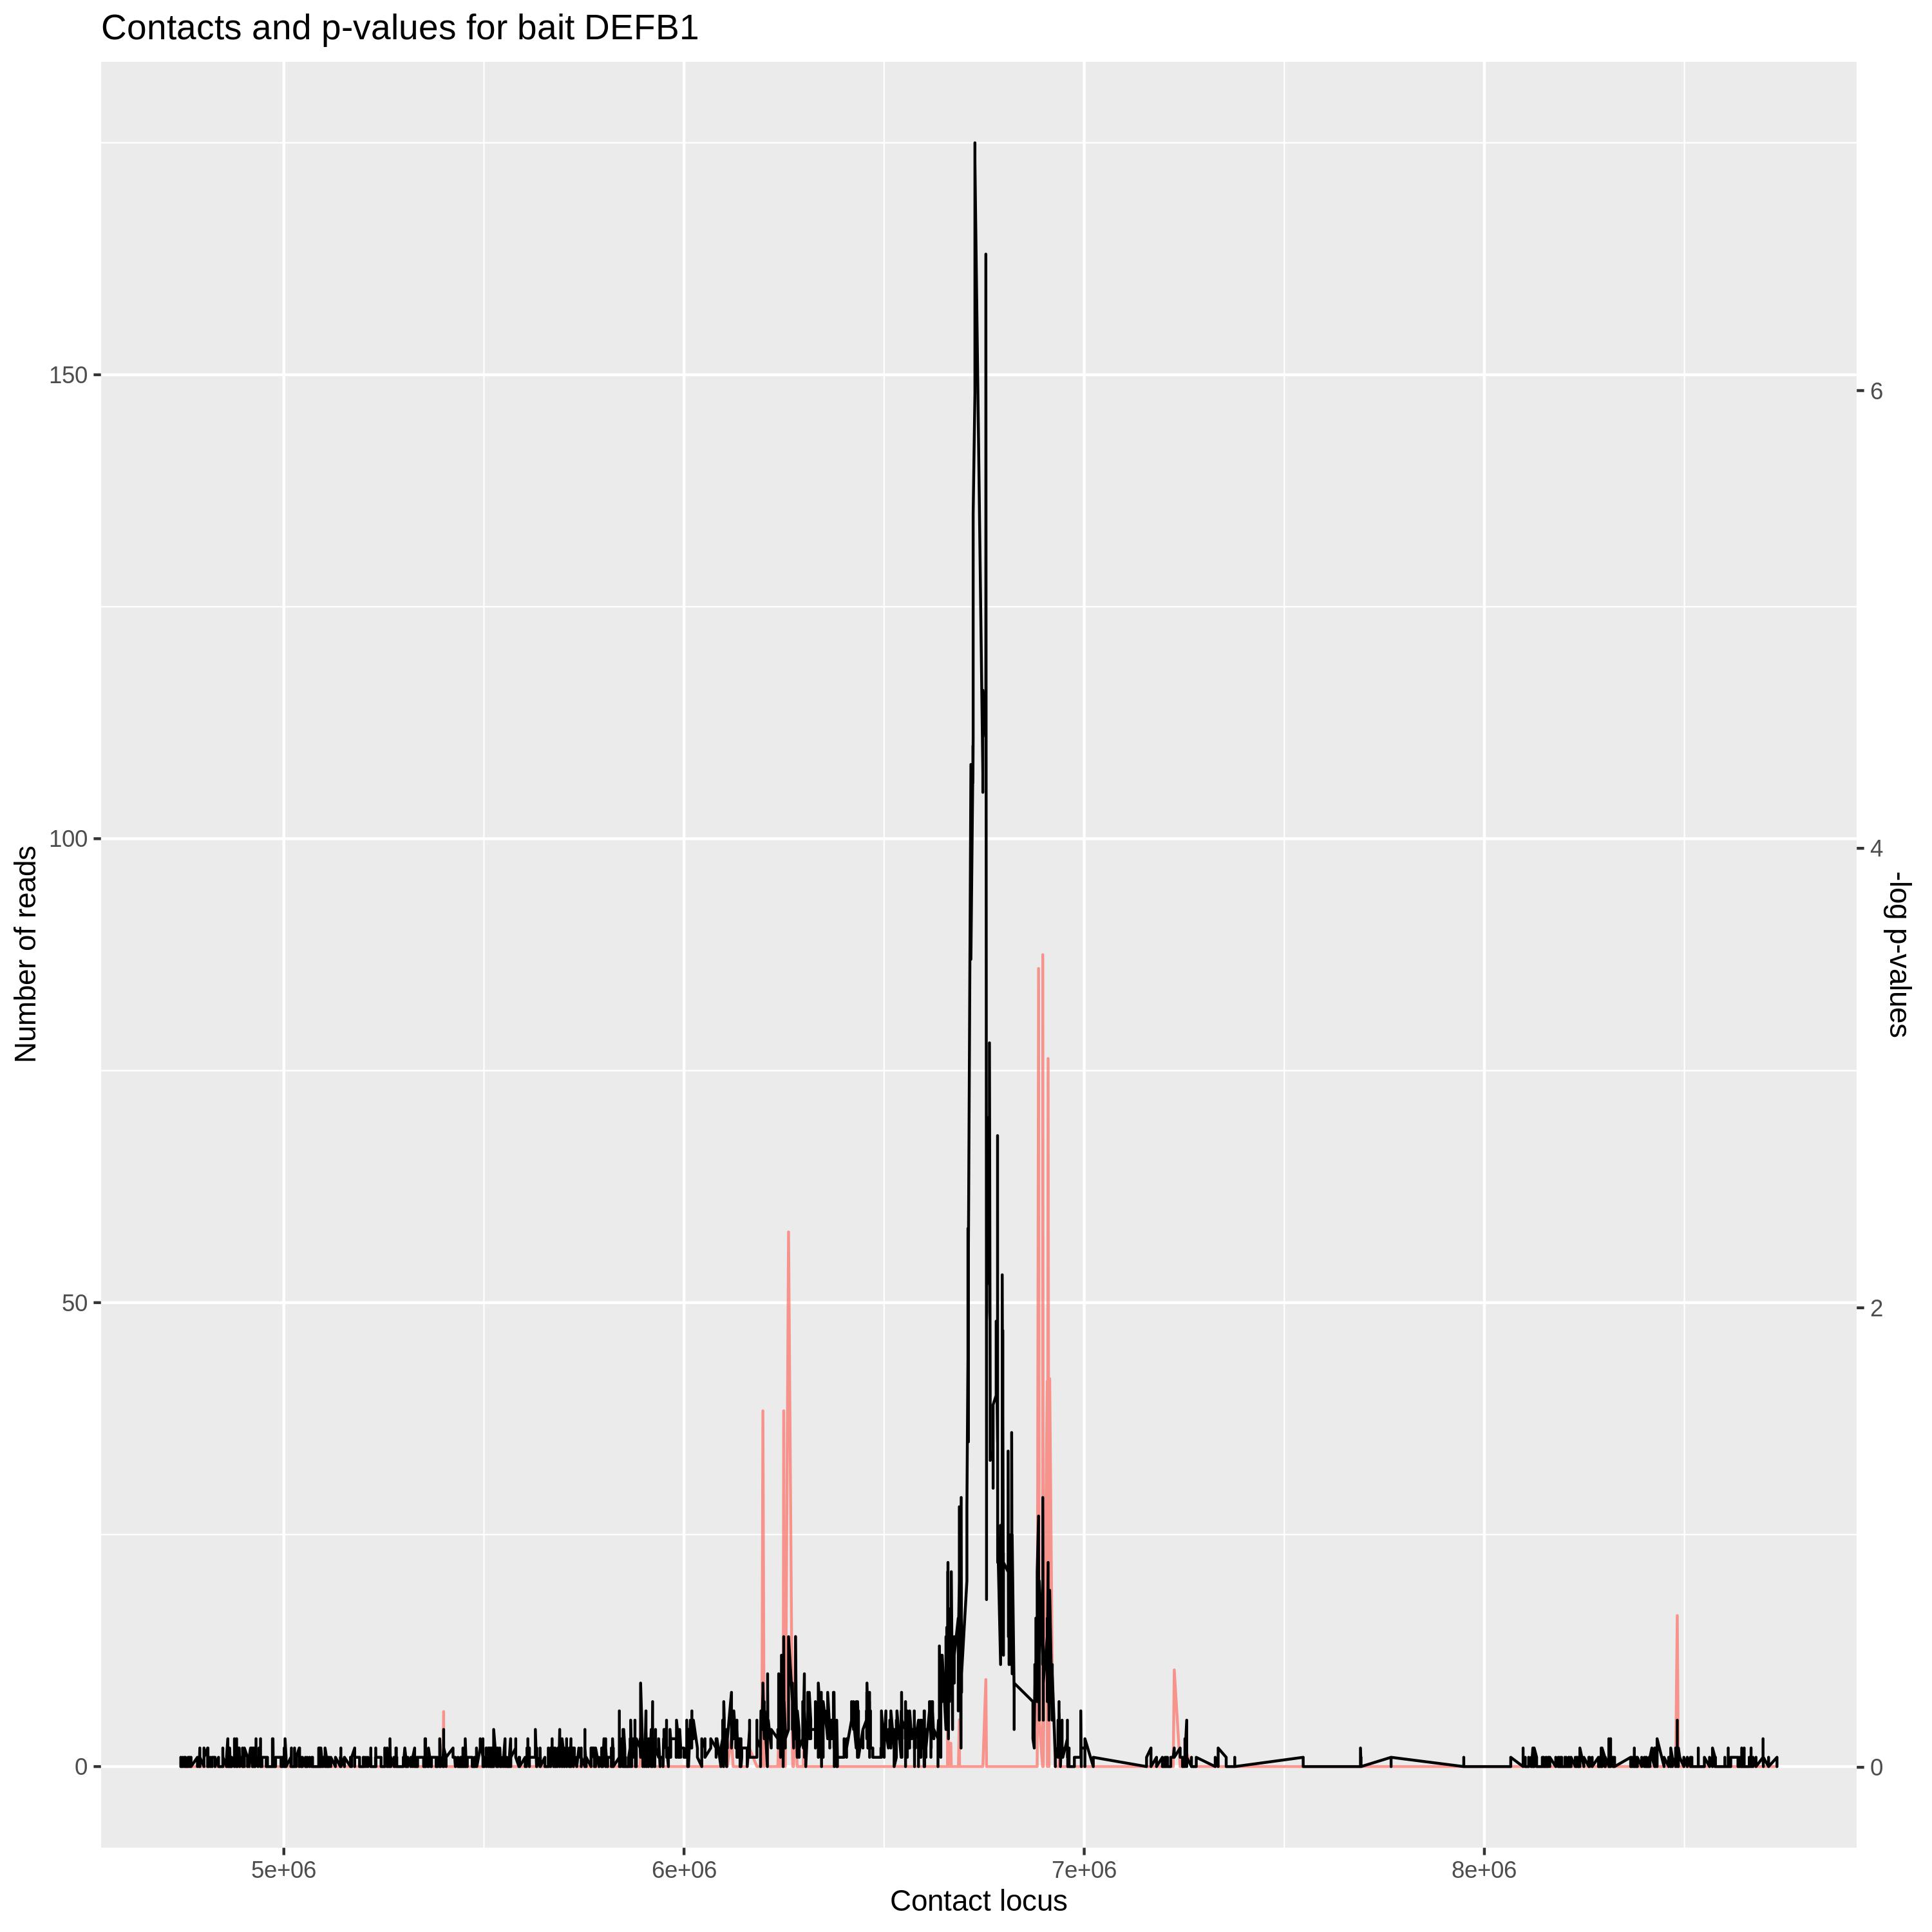 Contacts and p-values for bait DEFB1
Number of reads
150
100
50
0
6
4
2
0
-log p-values
5e+06 6e+06 7e+06 8e+06
Contact locus